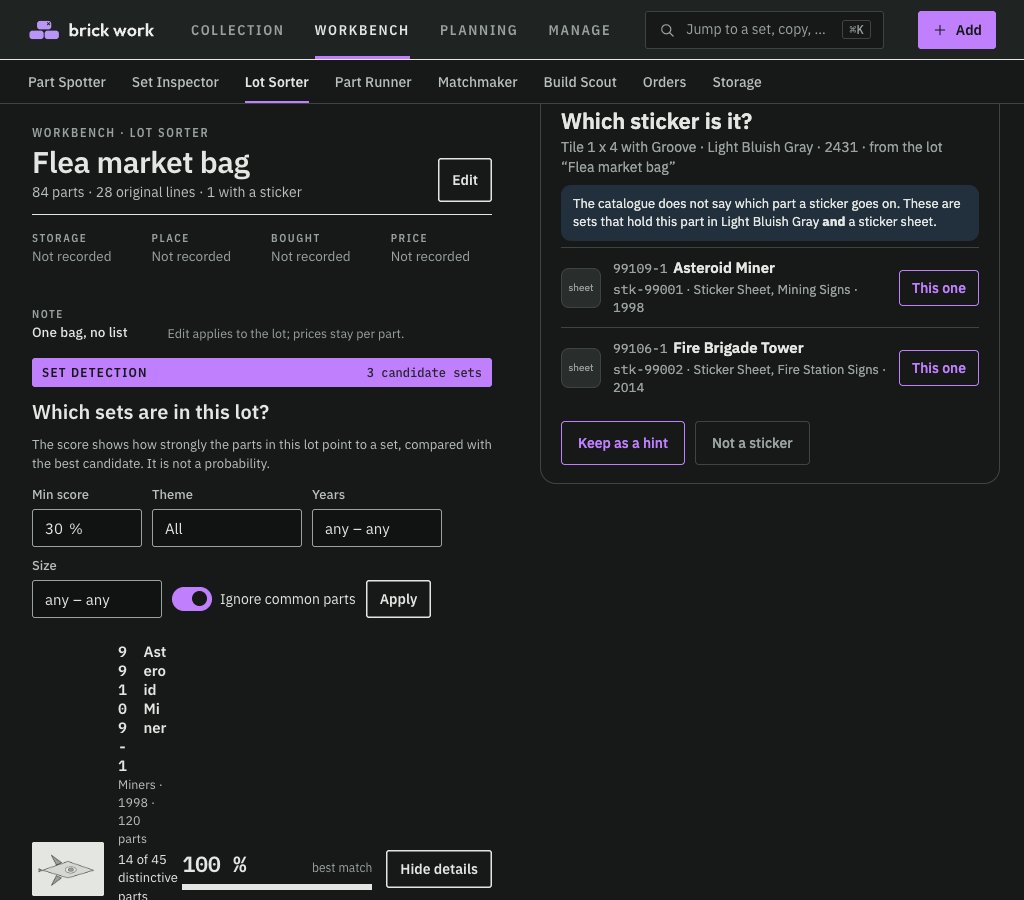 brick work
COLLECTION
WORKBENCH
PLANNING
MANAGE
Jump to a set, copy, ...
⌘K
+ Add
Part Spotter
Set Inspector
Lot Sorter
Part Runner
Matchmaker
Build Scout
Orders
Storage
WORKBENCH · LOT SORTER
Flea market bag
84 parts · 28 original lines · 1 with a sticker
Edit
STORAGE
Not recorded
PLACE
Not recorded
BOUGHT
Not recorded
PRICE
Not recorded
NOTE
One bag, no list
Edit applies to the lot; prices stay per part.
SET DETECTION
3 candidate sets
Which sets are in this lot?
The score shows how strongly the parts in this lot point to a set, compared with
the best candidate. It is not a probability.
Min score
30 %
Theme
All
Years
any – any
Size
any – any
Ignore common parts
Apply
9
9
1
0
9
-
1
Ast
ero
id
Mi
ner
Miners ·
1998 ·
120
parts
14 of 45
distinctive
parts
100 %
best match
Hide details
Which sticker is it?
Tile 1 x 4 with Groove · Light Bluish Gray · 2431 · from the lot
“Flea market bag”
The catalogue does not say which part a sticker goes on. These are
sets that hold this part in Light Bluish Gray and a sticker sheet.
sheet
99109-1 Asteroid Miner
stk-99001 · Sticker Sheet, Mining Signs ·
1998
This one
sheet
99106-1 Fire Brigade Tower
stk-99002 · Sticker Sheet, Fire Station Signs ·
2014
This one
Keep as a hint
Not a sticker